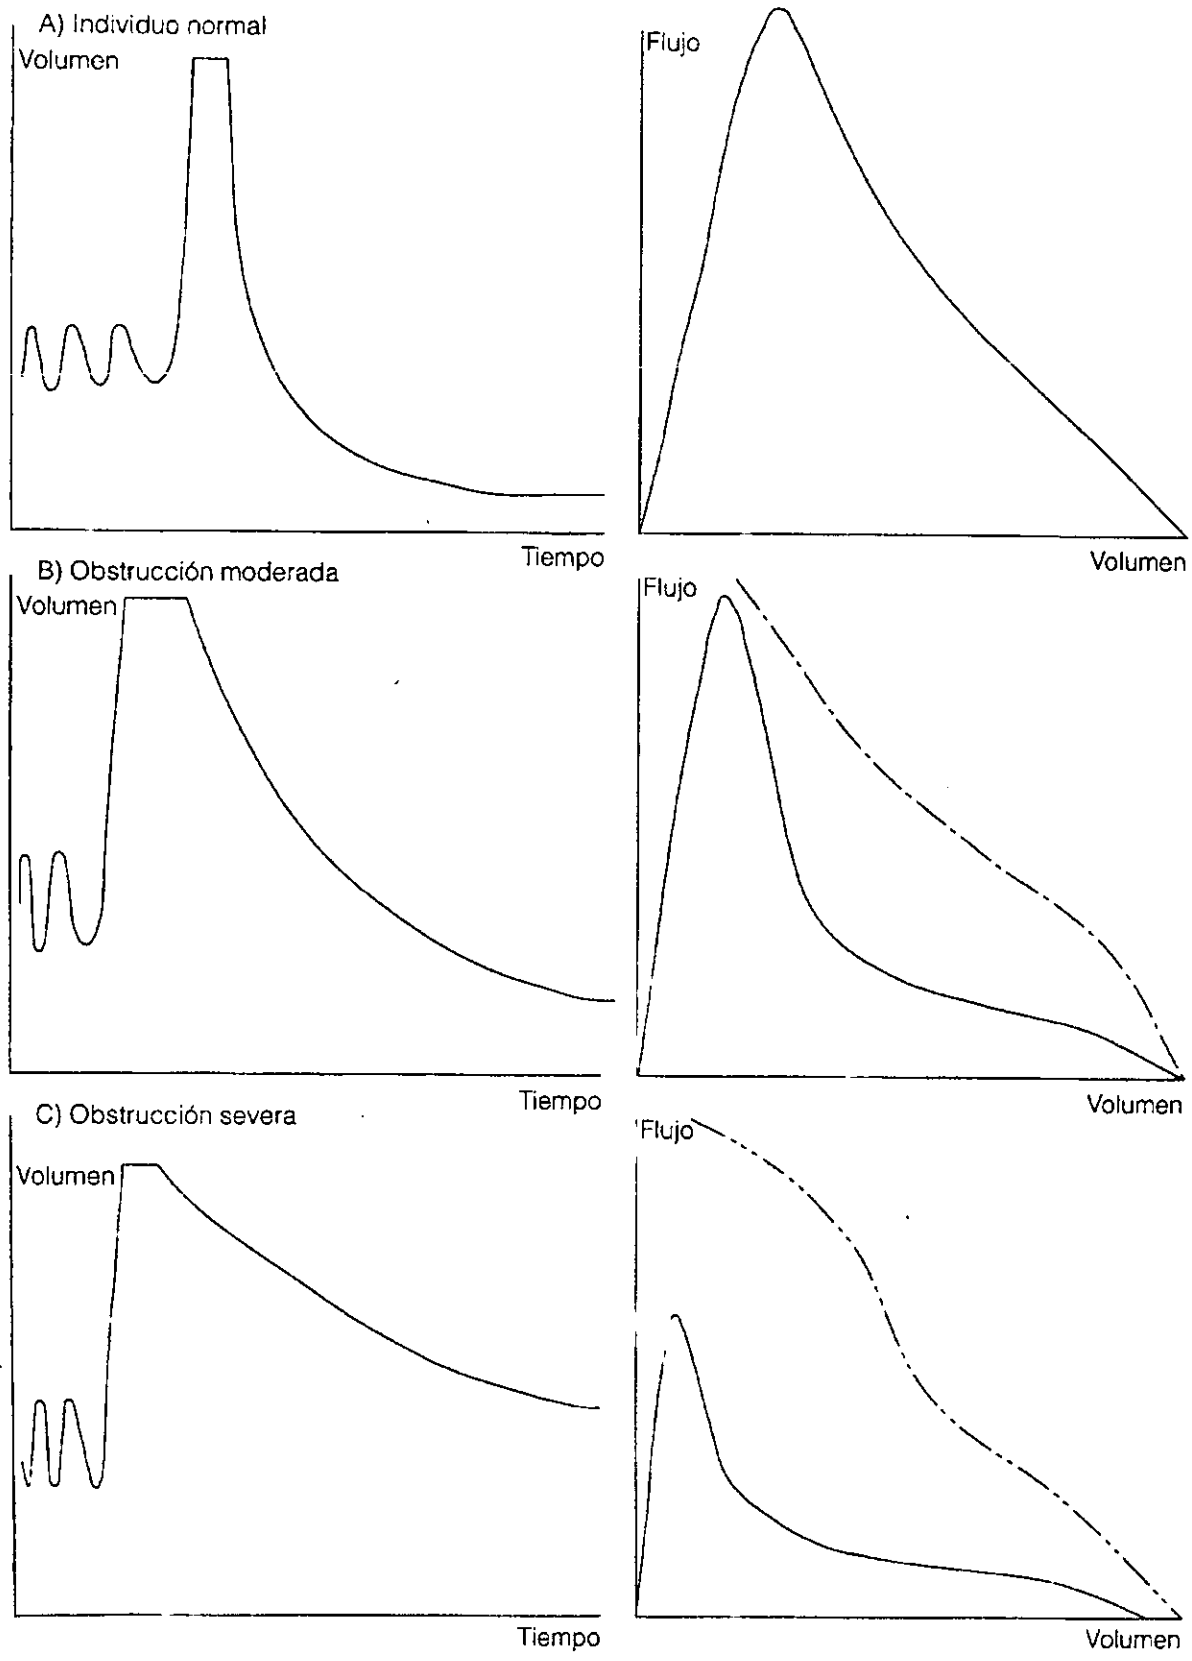 A) Individuo normal
Volumen
Flujo
Tiempo
Volumen
B) Obstrucción moderada
Volumen
Flujo
Tiempo
Volumen
C) Obstrucción severa
Volumen
Flujo
Tiempo
Volumen